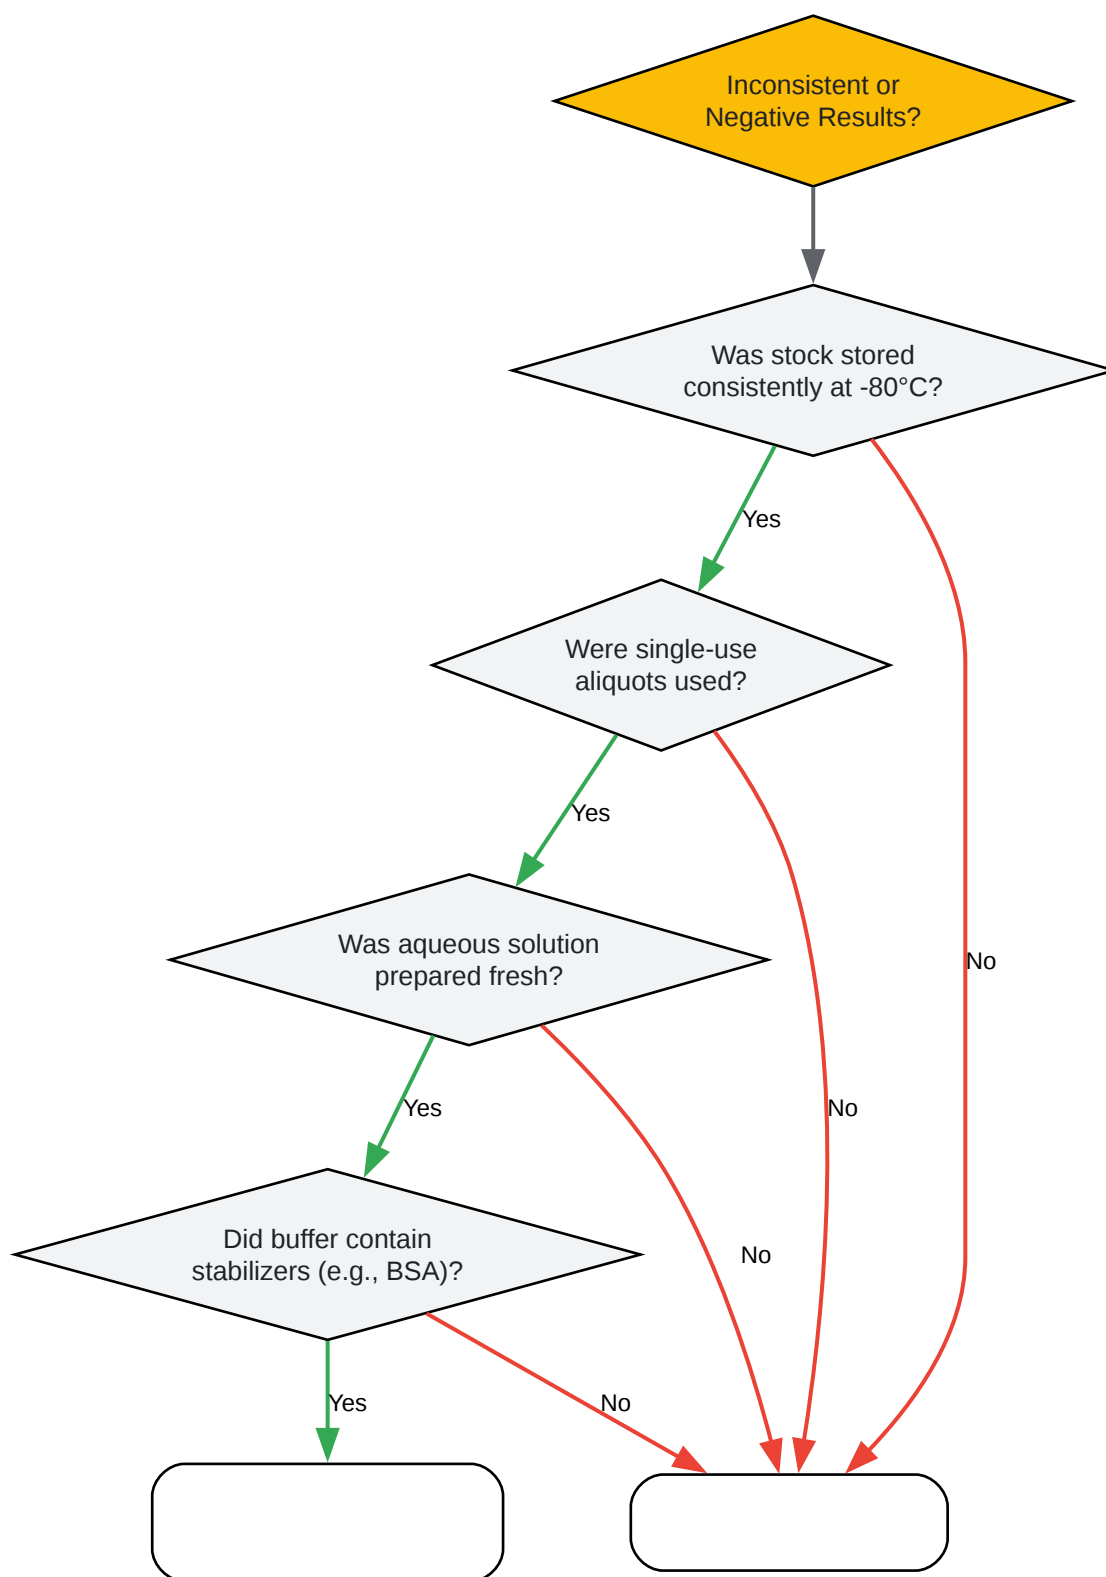 Inconsistent or
Negative Results?
Was stock stored
consistently at -80°C?
Yes
Were single-use
aliquots used?
Yes
Was aqueous solution
prepared fresh?
No
Yes
No
Did buffer contain
stabilizers (e.g., BSA)?
No
Yes
No